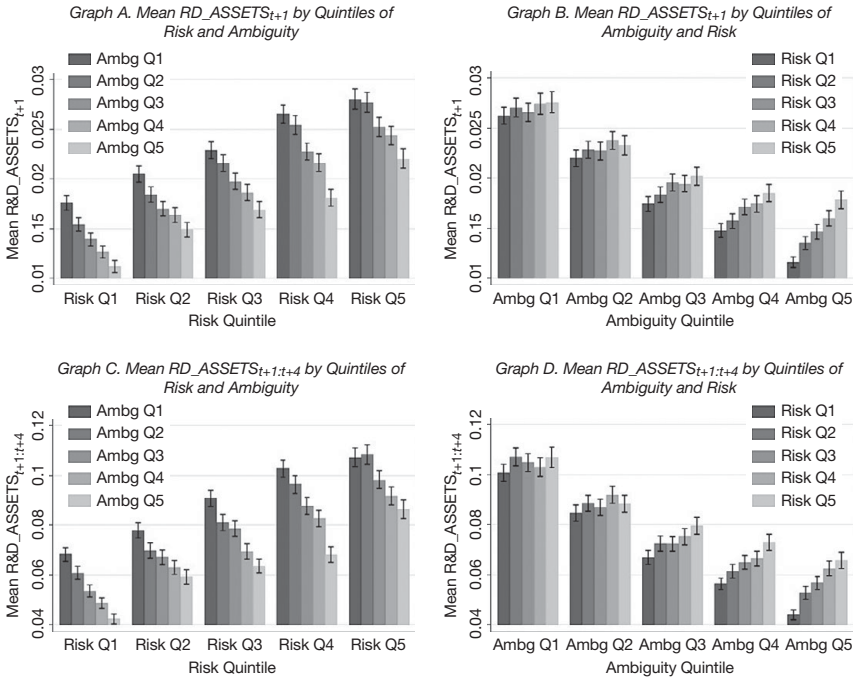 Graph A. Mean RD_ASSETSt+1 by Quintiles of
Risk and Ambiguity
Ambg Q1
Ambg Q2
Ambg Q3
Ambg Q4
Ambg Q5
Mean R&D_ASSETSt+1
0.03
0.025
0.02
0.15
0.01
Risk Q1
Risk Q2
Risk Q3
Risk Q4
Risk Q5
Risk Quintile
Graph B. Mean RD_ASSETSt+1 by Quintiles of
Ambiguity and Risk
Risk Q1
Risk Q2
Risk Q3
Risk Q4
Risk Q5
Mean R&D_ASSETSt+1
0.03
0.025
0.02
0.15
0.01
Ambg Q1
Ambg Q2
Ambg Q3
Ambg Q4
Ambg Q5
Ambiguity Quintile
Graph C. Mean RD_ASSETSt+1:t+4 by Quintiles of
Risk and Ambiguity
Ambg Q1
Ambg Q2
Ambg Q3
Ambg Q4
Ambg Q5
Mean R&D_ASSETSt+1:t+4
0.12
0.1
0.08
0.06
0.04
Risk Q1
Risk Q2
Risk Q3
Risk Q4
Risk Q5
Risk Quintile
Graph D. Mean RD_ASSETSt+1:t+4 by Quintiles of
Ambiguity and Risk
Risk Q1
Risk Q2
Risk Q3
Risk Q4
Risk Q5
Mean R&D_ASSETSt+1:t+4
0.12
0.1
0.08
0.06
0.04
Ambg Q1
Ambg Q2
Ambg Q3
Ambg Q4
Ambg Q5
Ambiguity Quintile